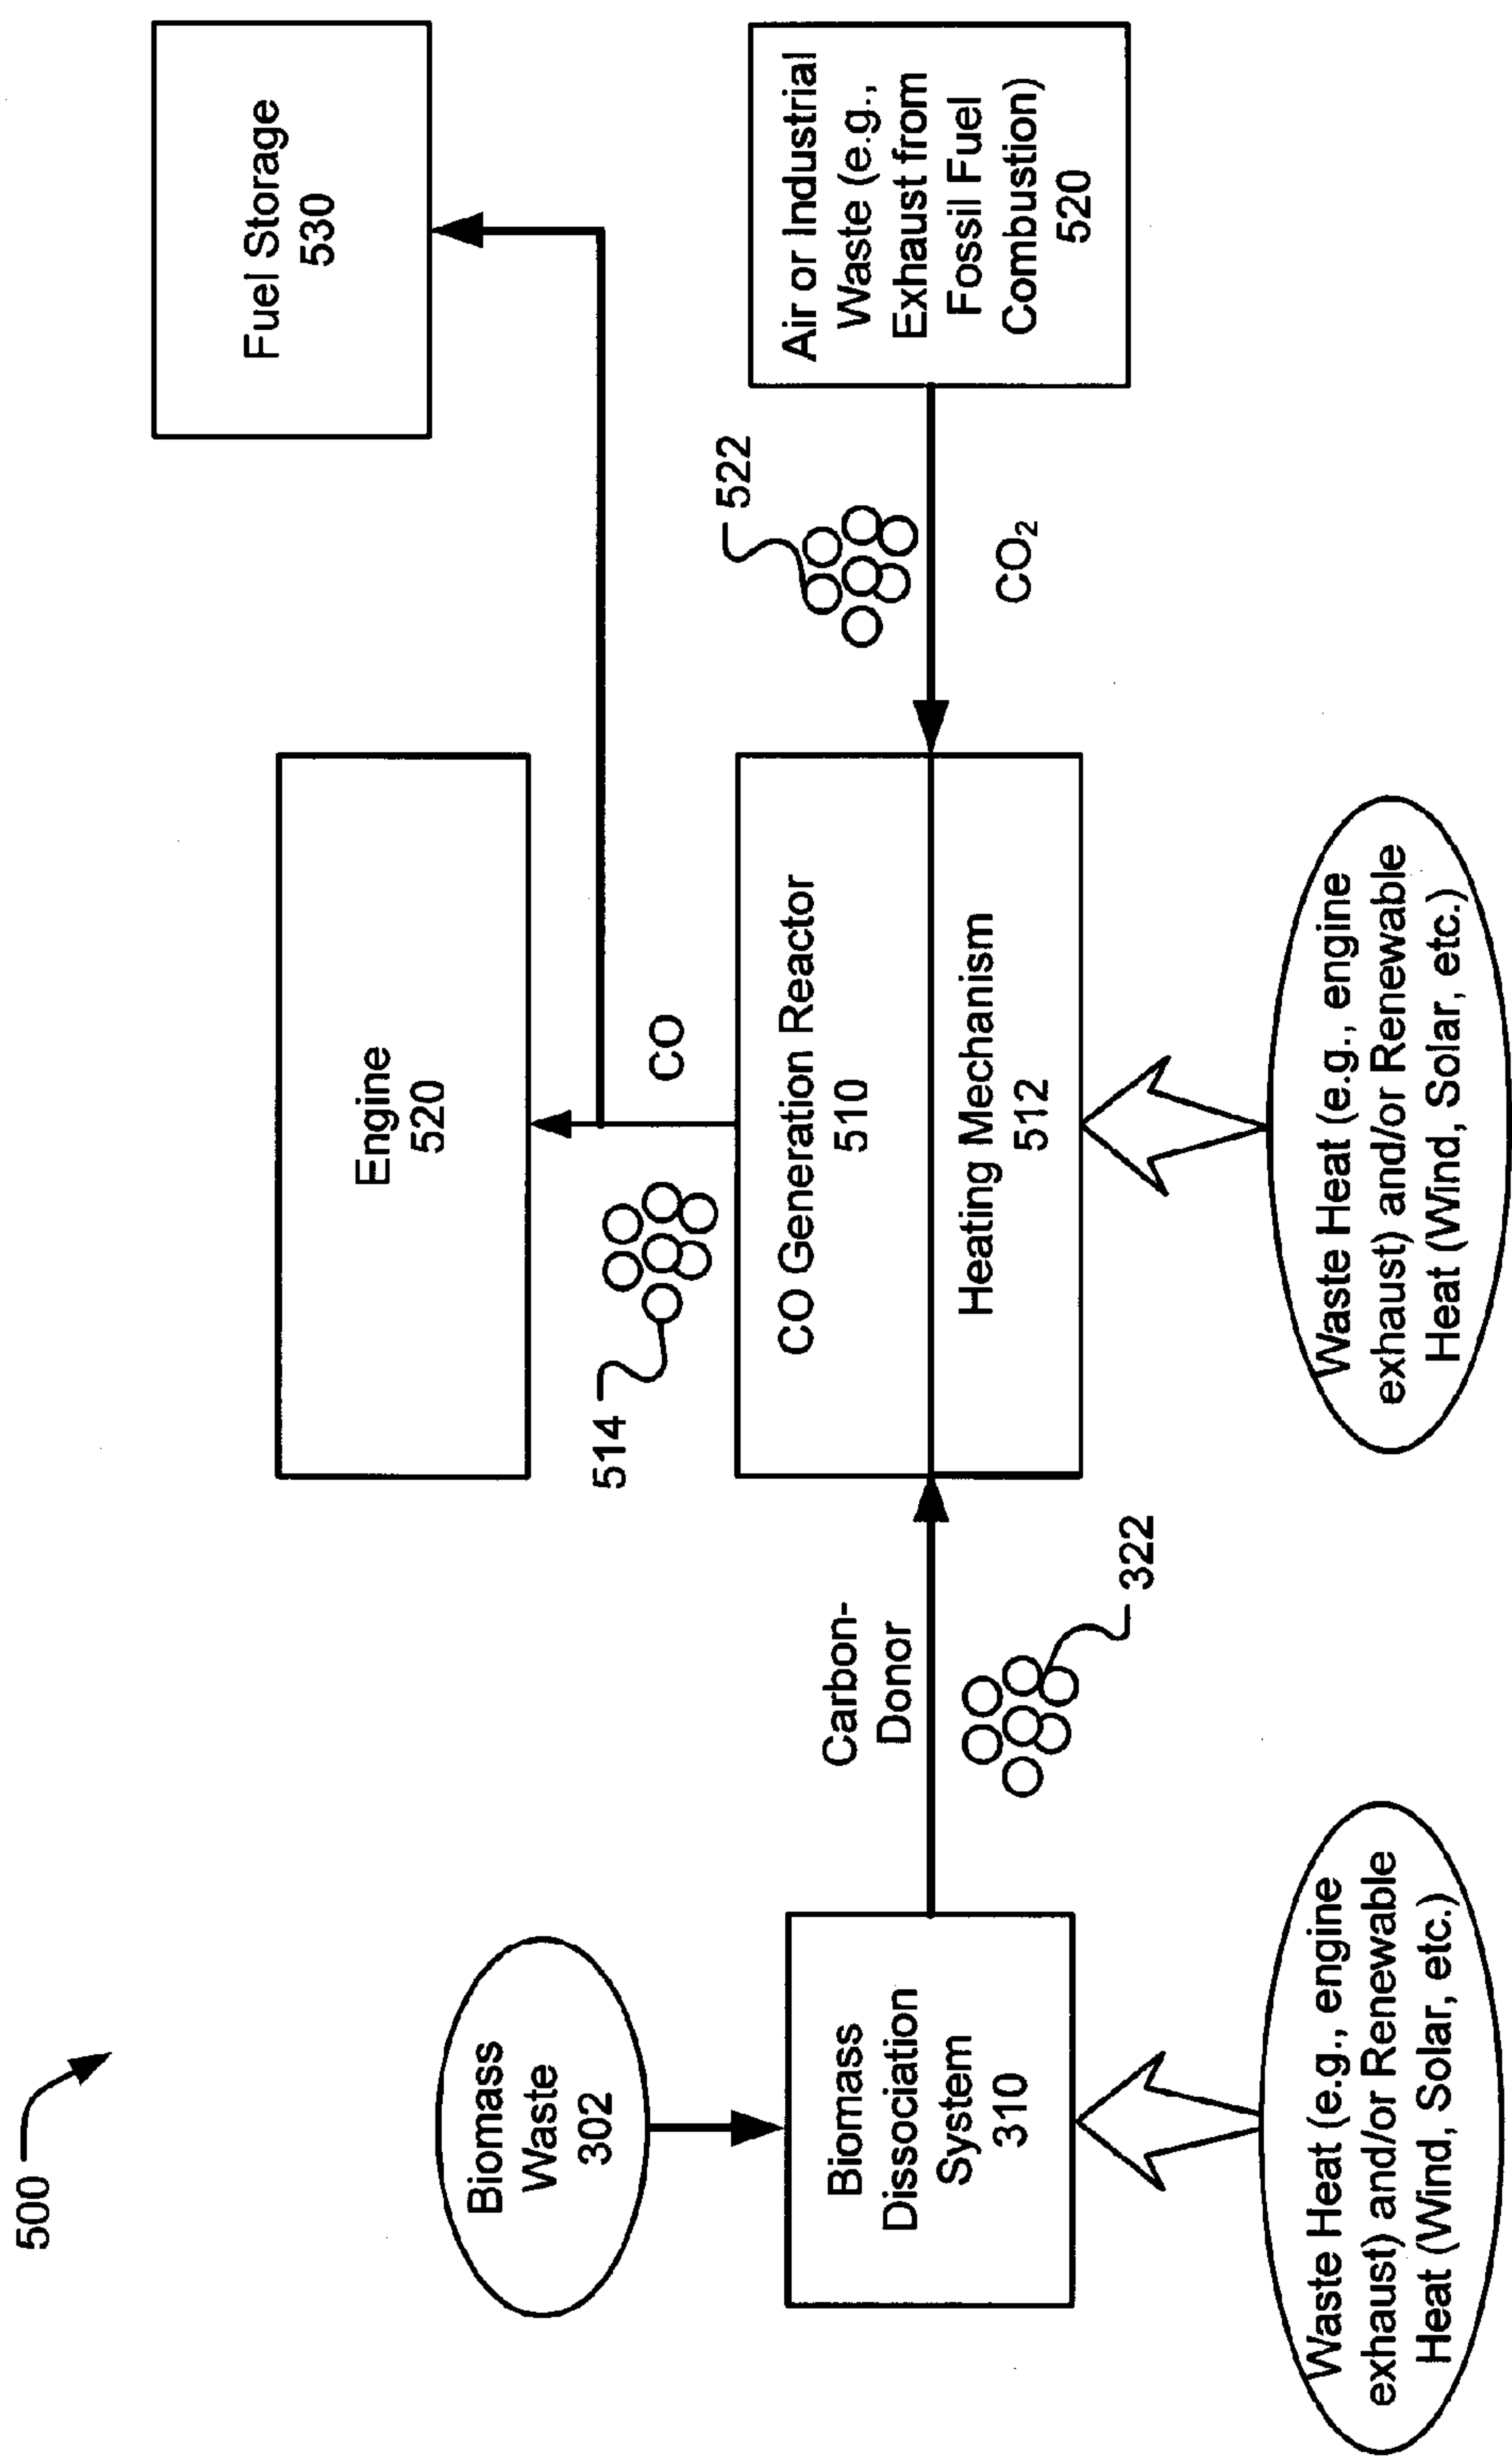 500
Fuel Storage
530
Engine
520
Biomass
Waste
302
514
CO
522
Air or Industrial
Waste (e.g.,
Exhaust from
Fossil Fuel
Combustion)
520
Carbon-
Donor
CO Generation Reactor
510
CO₂
Biomass
Dissociation
System
310
322
Heating Mechanism
512
Waste Heat (e.g., engine
exhaust) and/or Renewable
Heat (Wind, Solar, etc.)
Waste Heat (e.g., engine
exhaust) and/or Renewable
Heat (Wind, Solar, etc.)